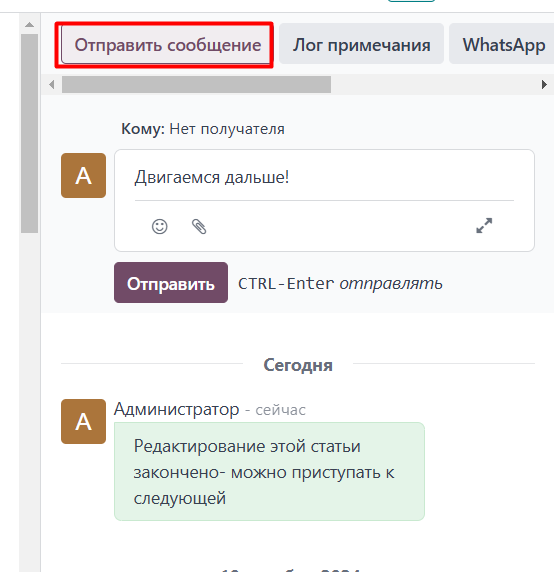 Отправить сообщение
Лог примечания
WhatsApp
Кому: Нет получателя
A
Двигаемся дальше!
Отправить
CTRL-Enter отправлять
Сегодня
A
Администратор - сейчас
Редактирование этой статьи
закончено- можно приступать к
следующей